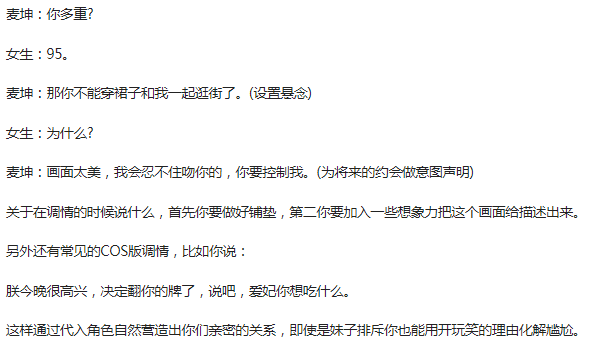 麦坤：你多重?
女生：95。
麦坤：那你不能穿裙子和我一起逛街了。(设置悬念)
女生：为什么?
麦坤：画面太美，我会忍不住吻你的，你要控制我。(为将来的约会做意图声明)
关于在调情的时候说什么，首先你要做好铺垫，第二你要加入一些想象力把这个画面给描述出来。
另外还有常见的COS版调情，比如你说：
朕今晚很高兴，决定翻你的牌了，说吧，爱妃你想吃什么。
这样通过代入角色自然营造出你们亲密的关系，即使是妹子排斥你也能用开玩笑的理由化解尴尬。